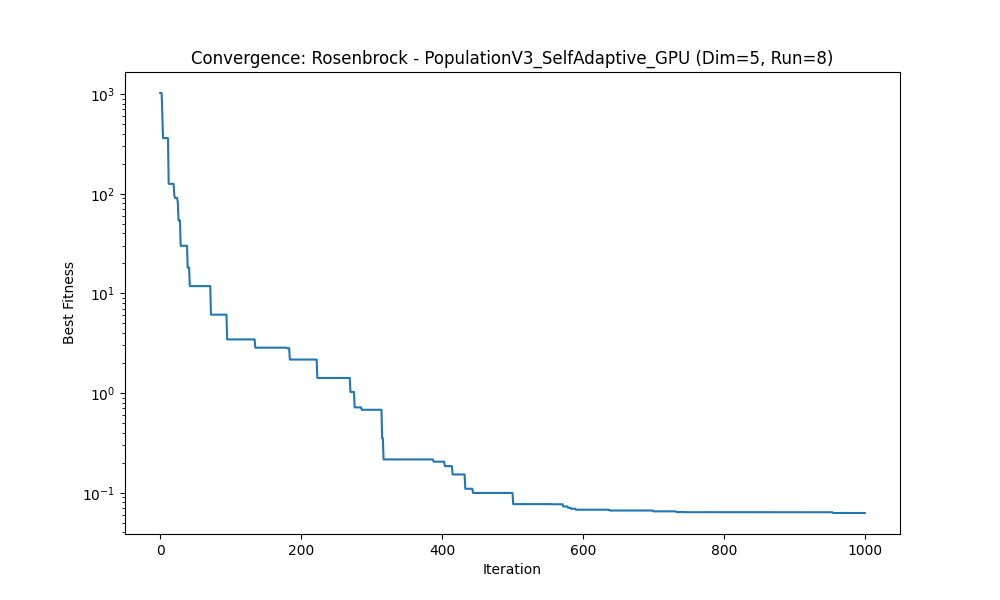 Convergence: Rosenbrock - PopulationV3_SelfAdaptive_GPU (Dim=5, Run=8)
Best Fitness
10³
10²
10¹
10⁰
10⁻¹
0 200 400 600 800 1000
Iteration